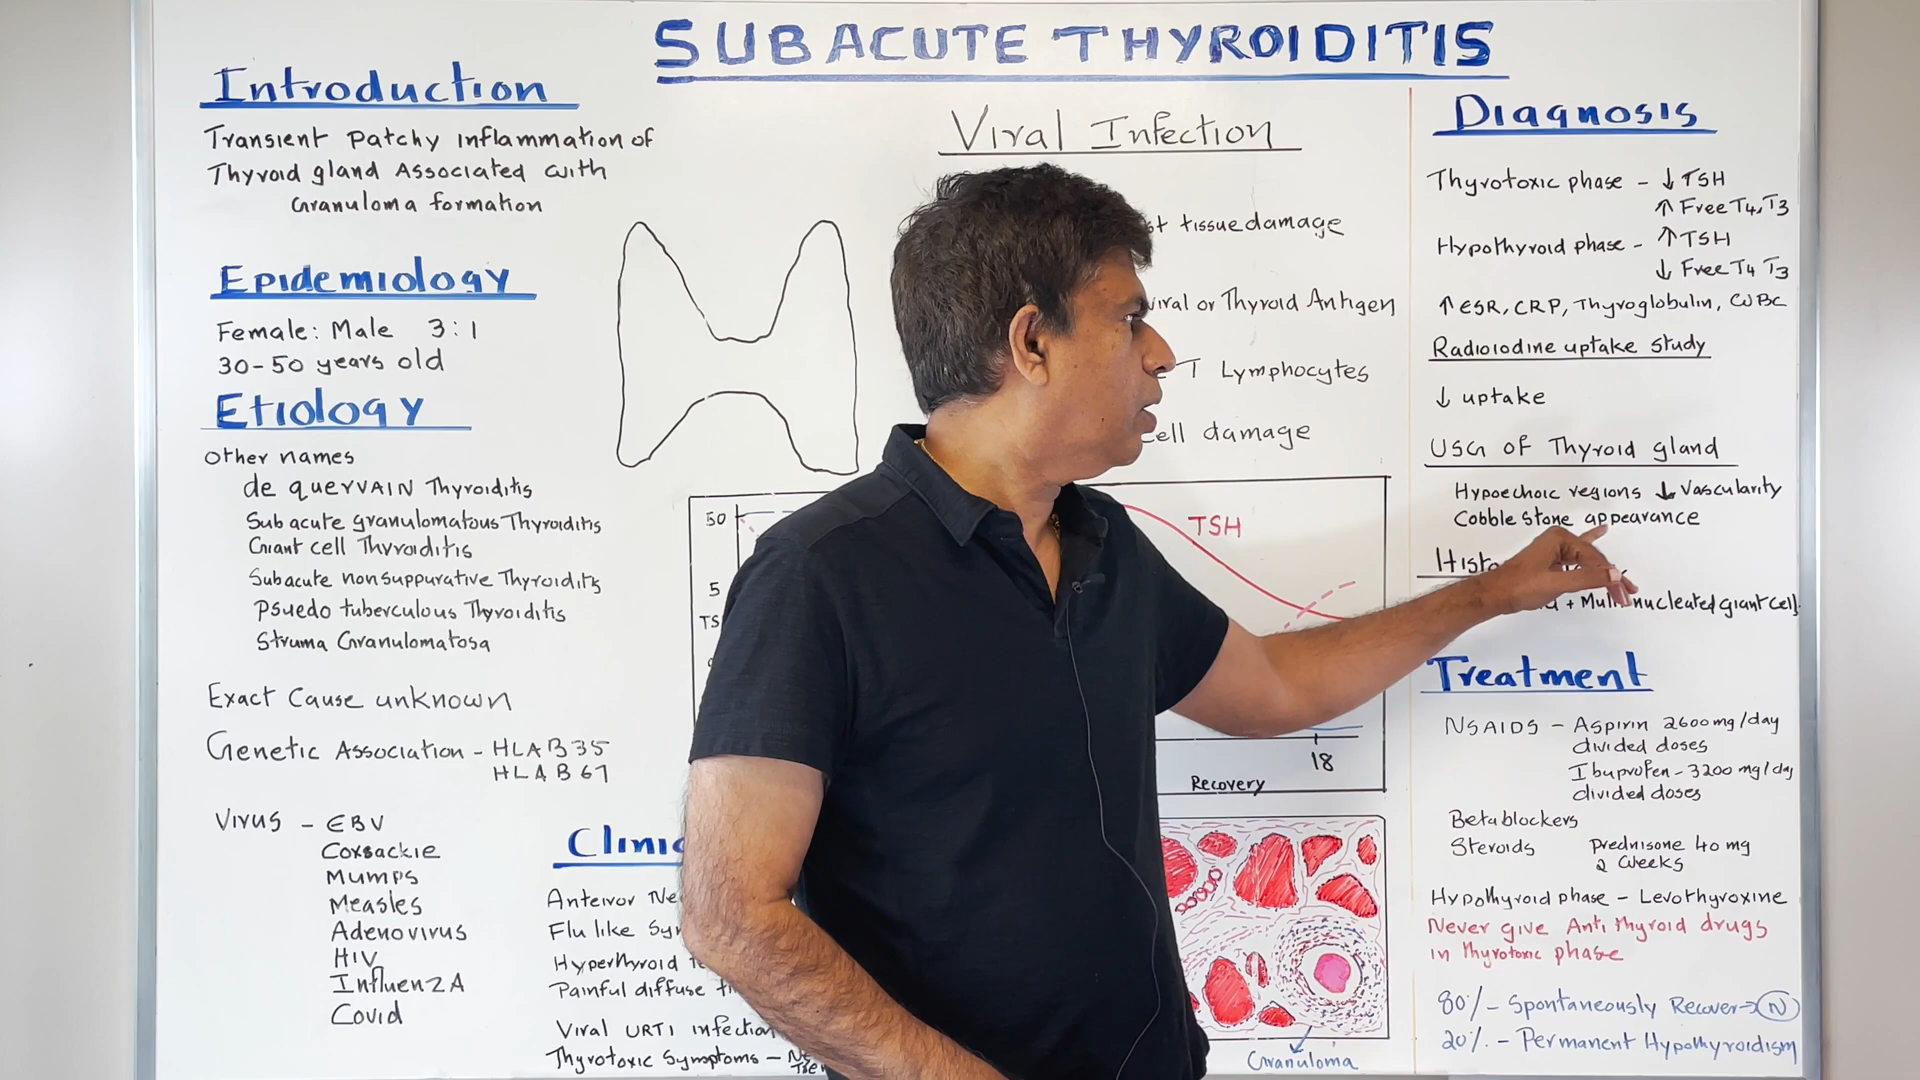 SUBACUTE THYROIDITIS
Introduction
Transient Patchy Inflammation of
Thyroid gland Associated with
Granuloma formation
Epidemiology
Female: Male 3:1
30-50 years old
Etiology
Other names
de QUERVAIN Thyroiditis
Subacute granulomatous Thyroiditis
Giant cell Thyroiditis
Subacute nonsuppurative Thyroiditis
Psuedo tuberculous Thyroiditis
Struma Granulomatosa
Exact Cause unknown
Genetic Association - HLA B35
HLA B67
Virus - EBV
Coxsackie
Mumps
Measles
Adenovirus
HIV
InfluenZA
Covid
Viral Infection
tissue damage
viral or Thyroid Antigen
T Lymphocytes
Cell damage
50
5
TSH
18
Recovery
Granuloma
Anteior
Flu like
Hyperthyroid
Painful diffuse
Viral URTI infection
Thyrotoxic Symptoms -
Diagnosis
Thyrotoxic phase - ↓ TSH
↑ Free T4, T3
Hypothyroid phase - ↑ TSH
↓ Free T4 T3
↑ ESR, CRP, Thyroglobulin, WBC
Radioiodine uptake study
↓ uptake
USG of Thyroid gland
Hypoechoic regions ↓ Vascularity
Cobble Stone appearance
+ Multinucleated giant cells
Treatment
NSAIDS - Aspirin 2600mg/day
divided doses
Ibuprofen - 3200 mg/day
divided doses
Betablockers
Steroids Prednisone 40 mg
2 weeks
Hypothyroid phase - Levothyroxine
Never give Anti thyroid drugs
in Thyrotoxic phase
80% - Spontaneously Recover → N
20% - Permanent Hypothyroidism